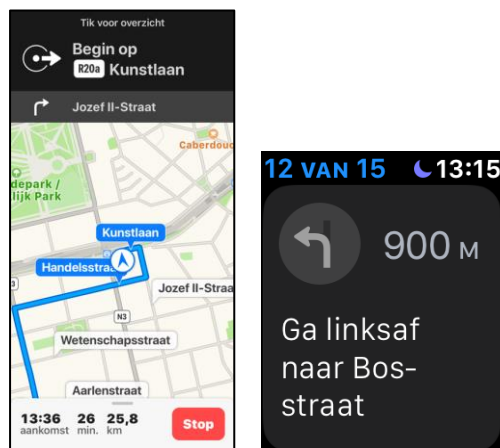 Tik voor overzicht
Begin op
R20a Kunstlaan
Jozef II-Straat
Caberdou
depark /
lijk Park
Kunstlaan
Handelsstra
Jozef II-Straa
N3
Wetenschapsstraat
Aarlenstraat
13:36 26 25,8
aankomst min. km
Stop
12 VAN 15 13:15
900 M
Ga linksaf
naar Bos-
straat